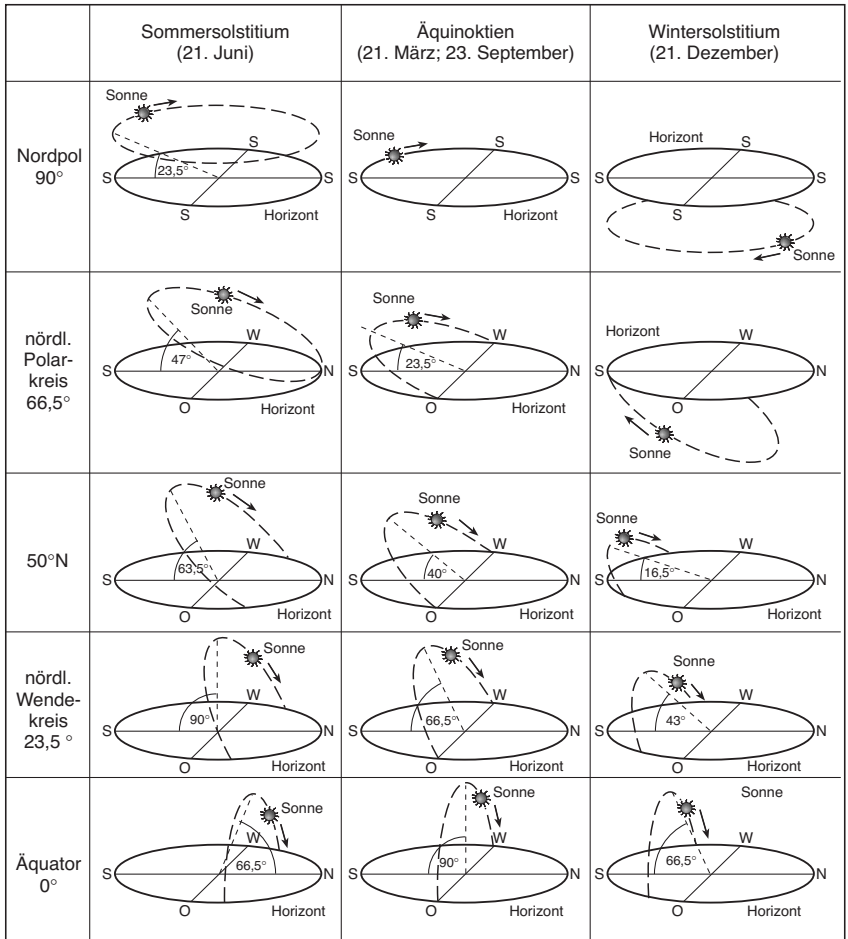 Sommersolstitium
(21. Juni)
Äquinoktien
(21. März; 23. September)
Wintersolstitium
(21. Dezember)
Nordpol
90°
Sonne
S
23,5°
S
S
S
Horizont
Sonne
S
S
S
S
Horizont
Horizont
S
S
S
S
Sonne
nördl.
Polar-
kreis
66,5°
Sonne
W
47°
S
N
O
Horizont
Sonne
W
23,5°
S
N
O
Horizont
Horizont
W
S
N
O
Sonne
50°N
Sonne
W
63,5°
S
N
O
Horizont
Sonne
W
40°
S
N
O
Horizont
Sonne
W
16,5°
S
N
O
Horizont
nördl.
Wende-
kreis
23,5 °
Sonne
W
90°
S
N
O
Horizont
Sonne
W
66,5°
S
N
O
Horizont
Sonne
W
43°
S
N
O
Horizont
Äquator
0°
Sonne
W
66,5°
S
N
O
Horizont
Sonne
W
90°
S
N
O
Horizont
Sonne
W
66,5°
S
N
O
Horizont